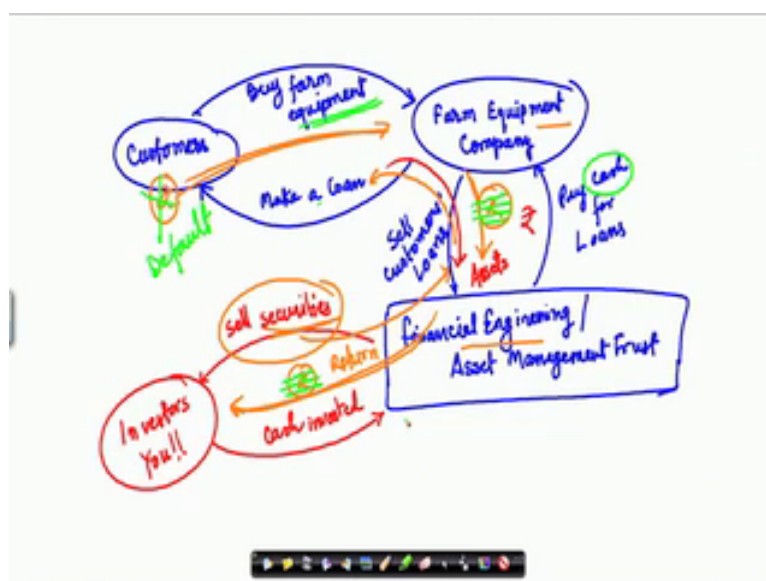 Buy farm
equipment
Farm Equipment
Company
Customers
Make a Loan
Default
Sell
Customers'
Loans
₹
Assets
Pay cash
for
Loans
Sell securities
Financial Engineering /
Asset Management Trust
Return
Investors
You!!
Cash invested